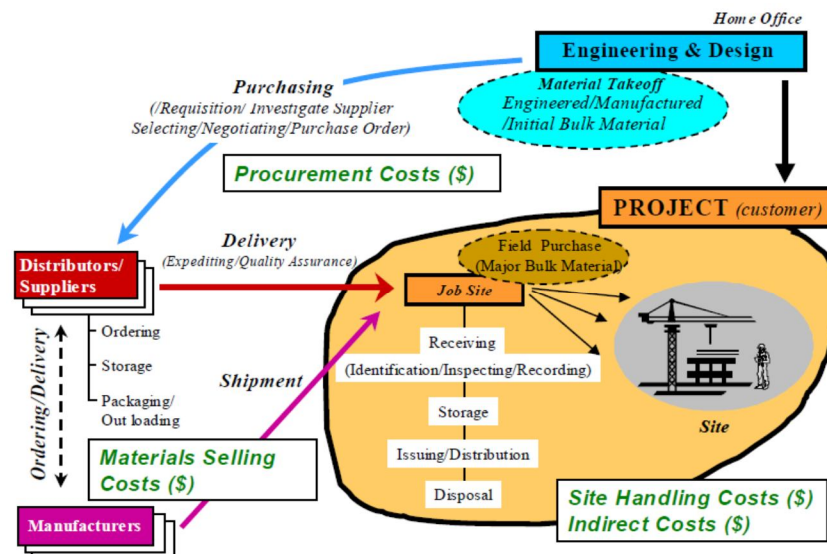 Home Office
Engineering & Design
Material Takeoff
Engineered/Manufactured
/Initial Bulk Material
Purchasing
(/Requisition/ Investigate Supplier
Selecting/Negotiating/Purchase Order)
Procurement Costs ($)
PROJECT (customer)
Delivery
(Expediting/Quality Assurance)
Field Purchase
(Major Bulk Material)
Distributors/
Suppliers
Job Site
Ordering
Storage
Packaging/
Out loading
Ordering/Delivery
Shipment
Receiving
(Identification/Inspecting/Recording)
Storage
Issuing/Distribution
Disposal
Site
Materials Selling
Costs ($)
Site Handling Costs ($)
Indirect Costs ($)
Manufacturers